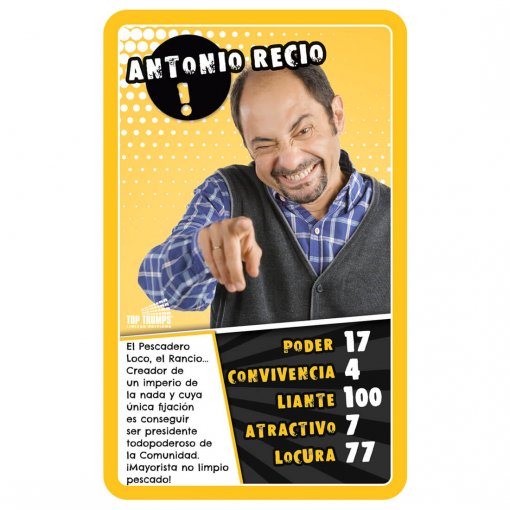 ANTONIO RECIO
!
TOP TRUMPS
LIMITED EDITIONS
El Pescadero
Loco, el Rancio...
Creador de
un imperio de
la nada y cuya
única fijación
es conseguir
ser presidente
todopoderoso de
la Comunidad.
¡Mayorista no limpio
pescado!
PODER 17
CONVIVENCIA 4
LIANTE 100
ATRACTIVO 7
LOCURA 77